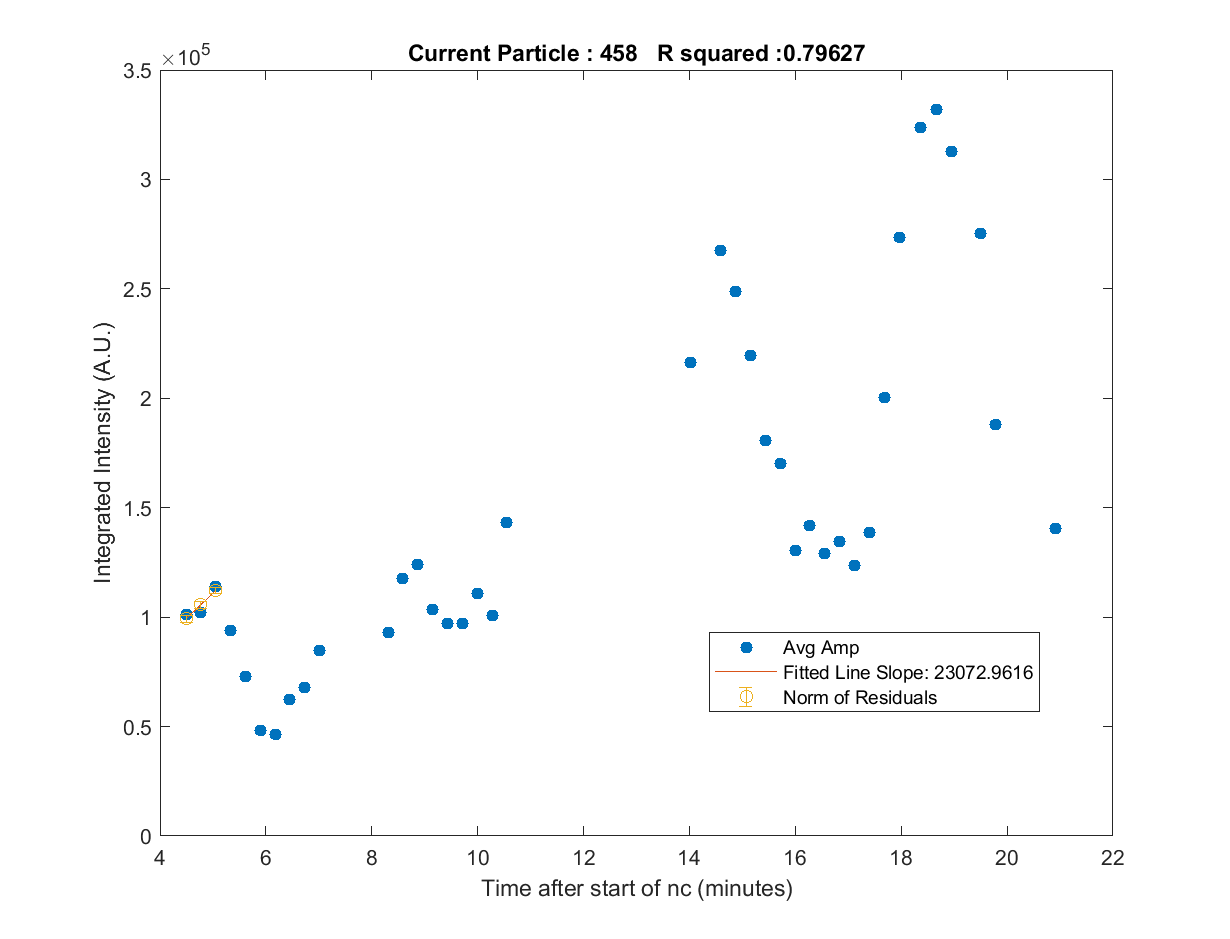 Current Particle : 458   R squared :0.79627
×10^5
3.5
3
2.5
2
1.5
1
0.5
0
Integrated Intensity (A.U.)
Avg Amp
Fitted Line Slope: 23072.9616
Norm of Residuals
4 6 8 10 12 14 16 18 20 22
Time after start of nc (minutes)